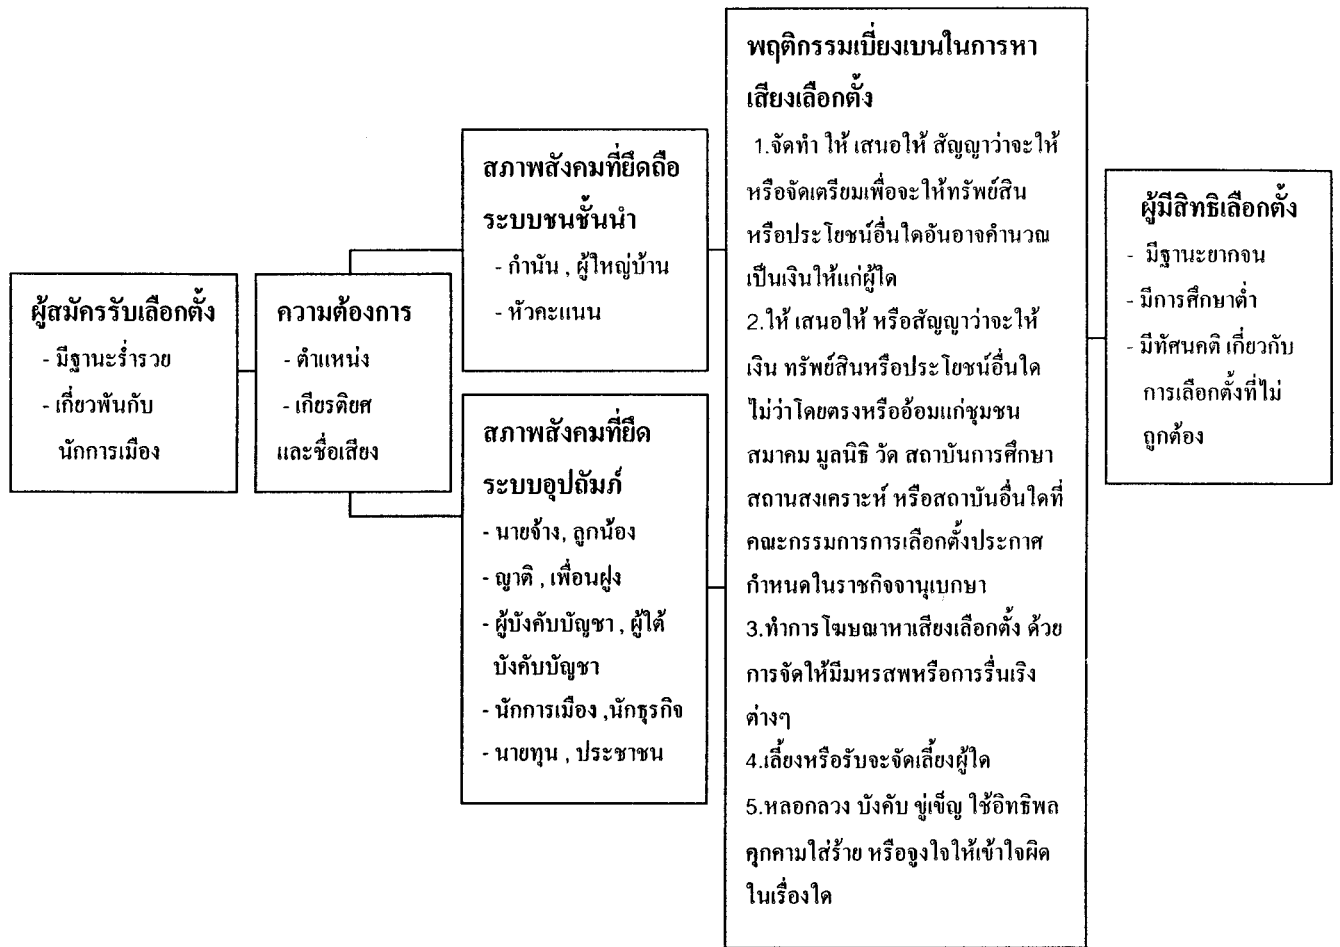 ผู้สมัครรับเลือกตั้ง
- มีฐานะร่ำรวย
- เกี่ยวพันกับ
นักการเมือง
ความต้องการ
- ตำแหน่ง
- เกียรติยศ
และชื่อเสียง
สภาพสังคมที่ยึดถือ
ระบบชนชั้นนำ
- กำนัน , ผู้ใหญ่บ้าน
- หัวคะแนน
สภาพสังคมที่ยึด
ระบบอุปถัมภ์
- นายจ้าง, ลูกน้อง
- ญาติ , เพื่อนฝูง
- ผู้บังคับบัญชา , ผู้ใต้
บังคับบัญชา
- นักการเมือง ,นักธุรกิจ
- นายทุน , ประชาชน
พฤติกรรมเบี่ยงเบนในการหา
เสียงเลือกตั้ง
1.จัดทำ ให้ เสนอให้ สัญญาว่าจะให้
หรือจัดเตรียมเพื่อจะให้ทรัพย์สิน
หรือประโยชน์อื่นใดอันอาจคำนวณ
เป็นเงินให้แก่ผู้ใด
2.ให้ เสนอให้ หรือสัญญาว่าจะให้
เงิน ทรัพย์สินหรือประโยชน์อื่นใด
ไม่ว่าโดยตรงหรืออ้อมแก่ชุมชน
สมาคม มูลนิธิ วัด สถาบันการศึกษา
สถานสงเคราะห์ หรือสถาบันอื่นใดที่
คณะกรรมการการเลือกตั้งประกาศ
กำหนดในราชกิจจานุเบกษา
3.ทำการโฆษณาหาเสียงเลือกตั้ง ด้วย
การจัดให้มีมหรสพหรือการรื่นเริง
ต่างๆ
4.เลี้ยงหรือรับจะจัดเลี้ยงผู้ใด
5.หลอกลวง บังคับ ขู่เข็ญ ใช้อิทธิพล
คุกคามใส่ร้าย หรือจูงใจให้เข้าใจผิด
ในเรื่องใด
ผู้มีสิทธิเลือกตั้ง
- มีฐานะยากจน
- มีการศึกษาต่ำ
- มีทัศนคติ เกี่ยวกับ
การเลือกตั้งที่ไม่
ถูกต้อง